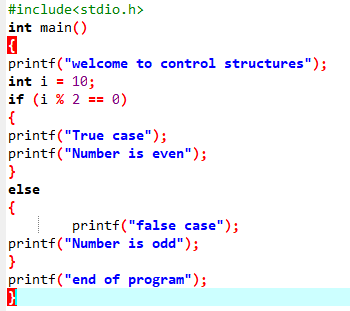 #include<stdio.h>
int main()
{
printf("welcome to control structures");
int i = 10;
if (i % 2 == 0)
{
printf("True case");
printf("Number is even");
}
else
{
printf("false case");
printf("Number is odd");
}
printf("end of program");
}